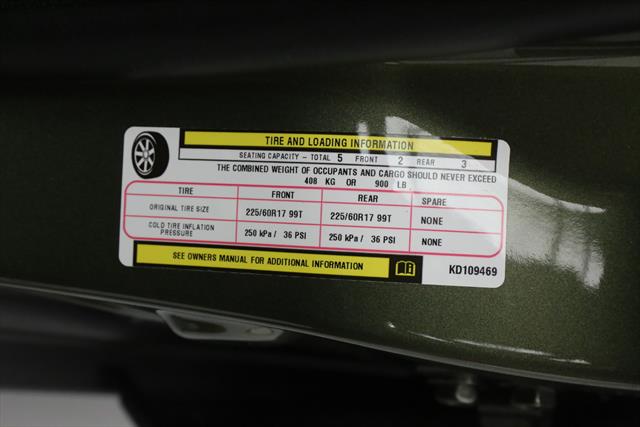 TIRE AND LOADING INFORMATION
SEATING CAPACITY - TOTAL 5 FRONT 2 REAR 3
THE COMBINED WEIGHT OF OCCUPANTS AND CARGO SHOULD NEVER EXCEED
408 KG OR 900 LB
TIRE FRONT REAR SPARE
ORIGINAL TIRE SIZE 225/60R17 99T 225/60R17 99T NONE
COLD TIRE INFLATION PRESSURE 250 kPa / 36 PSI 250 kPa / 36 PSI NONE
SEE OWNERS MANUAL FOR ADDITIONAL INFORMATION
KD109469